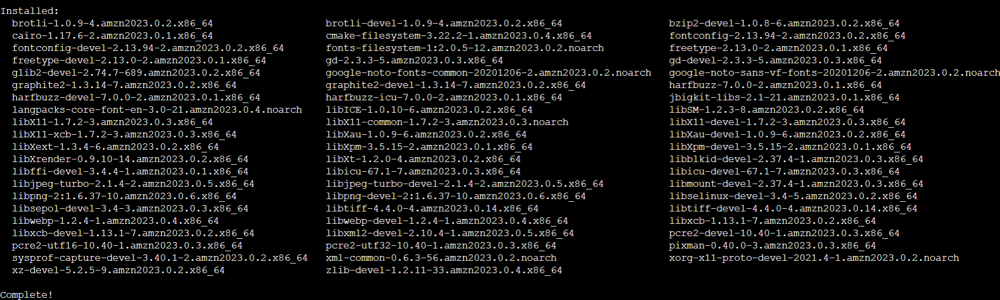 Installed:
brotli-1.0.9-4.amzn2023.0.2.x86_64 brotli-devel-1.0.9-4.amzn2023.0.2.x86_64 bzip2-devel-1.0.8-6.amzn2023.0.2.x86_64
cairo-1.17.6-2.amzn2023.0.1.x86_64 cmake-filesystem-3.22.2-1.amzn2023.0.4.x86_64 fontconfig-2.13.94-2.amzn2023.0.2.x86_64
fontconfig-devel-2.13.94-2.amzn2023.0.2.x86_64 fonts-filesystem-1:2.0.5-12.amzn2023.0.2.noarch freetype-2.13.0-2.amzn2023.0.1.x86_64
freetype-devel-2.13.0-2.amzn2023.0.1.x86_64 gd-2.3.3-5.amzn2023.0.3.x86_64 gd-devel-2.3.3-5.amzn2023.0.3.x86_64
glib2-devel-2.74.7-689.amzn2023.0.2.x86_64 google-noto-fonts-common-20201206-2.amzn2023.0.2.noarch google-noto-sans-vf-fonts-20201206-2.amzn2023.0.2.noarch
graphite2-1.3.14-7.amzn2023.0.2.x86_64 graphite2-devel-1.3.14-7.amzn2023.0.2.x86_64 harfbuzz-7.0.0-2.amzn2023.0.1.x86_64
harfbuzz-devel-7.0.0-2.amzn2023.0.1.x86_64 harfbuzz-icu-7.0.0-2.amzn2023.0.1.x86_64 jbigkit-libs-2.1-21.amzn2023.0.1.x86_64
langpacks-core-font-en-3.0-21.amzn2023.0.4.noarch libICE-1.0.10-6.amzn2023.0.2.x86_64 libSM-1.2.3-8.amzn2023.0.2.x86_64
libX11-1.7.2-3.amzn2023.0.3.x86_64 libX11-common-1.7.2-3.amzn2023.0.3.noarch libX11-devel-1.7.2-3.amzn2023.0.3.x86_64
libX11-xcb-1.7.2-3.amzn2023.0.3.x86_64 libXau-1.0.9-6.amzn2023.0.2.x86_64 libXau-devel-1.0.9-6.amzn2023.0.2.x86_64
libXext-1.3.4-6.amzn2023.0.2.x86_64 libXpm-3.5.15-2.amzn2023.0.1.x86_64 libXpm-devel-3.5.15-2.amzn2023.0.1.x86_64
libXrender-0.9.10-14.amzn2023.0.2.x86_64 libXt-1.2.0-4.amzn2023.0.2.x86_64 libblkid-devel-2.37.4-1.amzn2023.0.3.x86_64
libffi-devel-3.4.4-1.amzn2023.0.1.x86_64 libicu-67.1-7.amzn2023.0.3.x86_64 libicu-devel-67.1-7.amzn2023.0.3.x86_64
libjpeg-turbo-2.1.4-2.amzn2023.0.5.x86_64 libjpeg-turbo-devel-2.1.4-2.amzn2023.0.5.x86_64 libmount-devel-2.37.4-1.amzn2023.0.3.x86_64
libpng-2:1.6.37-10.amzn2023.0.6.x86_64 libpng-devel-2:1.6.37-10.amzn2023.0.6.x86_64 libselinux-devel-3.4-5.amzn2023.0.2.x86_64
libsepol-devel-3.4-3.amzn2023.0.3.x86_64 libtiff-4.4.0-4.amzn2023.0.14.x86_64 libtiff-devel-4.4.0-4.amzn2023.0.14.x86_64
libwebp-1.2.4-1.amzn2023.0.4.x86_64 libwebp-devel-1.2.4-1.amzn2023.0.4.x86_64 libxcb-1.13.1-7.amzn2023.0.2.x86_64
libxcb-devel-1.13.1-7.amzn2023.0.2.x86_64 libxml2-devel-2.10.4-1.amzn2023.0.5.x86_64 pcre2-devel-10.40-1.amzn2023.0.3.x86_64
pcre2-utf16-10.40-1.amzn2023.0.3.x86_64 pcre2-utf32-10.40-1.amzn2023.0.3.x86_64 pixman-0.40.0-3.amzn2023.0.3.x86_64
sysprof-capture-devel-3.40.1-2.amzn2023.0.2.x86_64 xml-common-0.6.3-56.amzn2023.0.2.noarch xorg-x11-proto-devel-2021.4-1.amzn2023.0.2.noarch
xz-devel-5.2.5-9.amzn2023.0.2.x86_64 zlib-devel-1.2.11-33.amzn2023.0.4.x86_64
Complete!